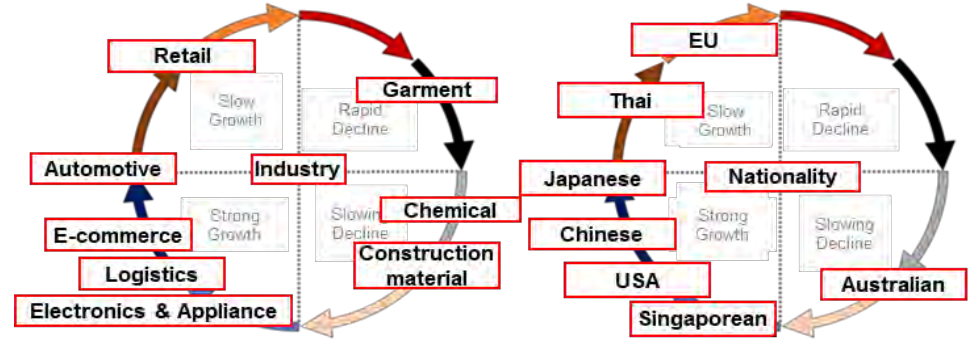 Retail
Slow
Growth
Rapid
Decline
Garment
Automotive
Industry
Strong
Growth
Slowing
Decline
Chemical
E-commerce
Logistics
Construction
material
Electronics & Appliance
EU
Thai
Slow
Growth
Rapid
Decline
Japanese
Nationality
Chinese
Strong
Growth
Slowing
Decline
USA
Australian
Singaporean